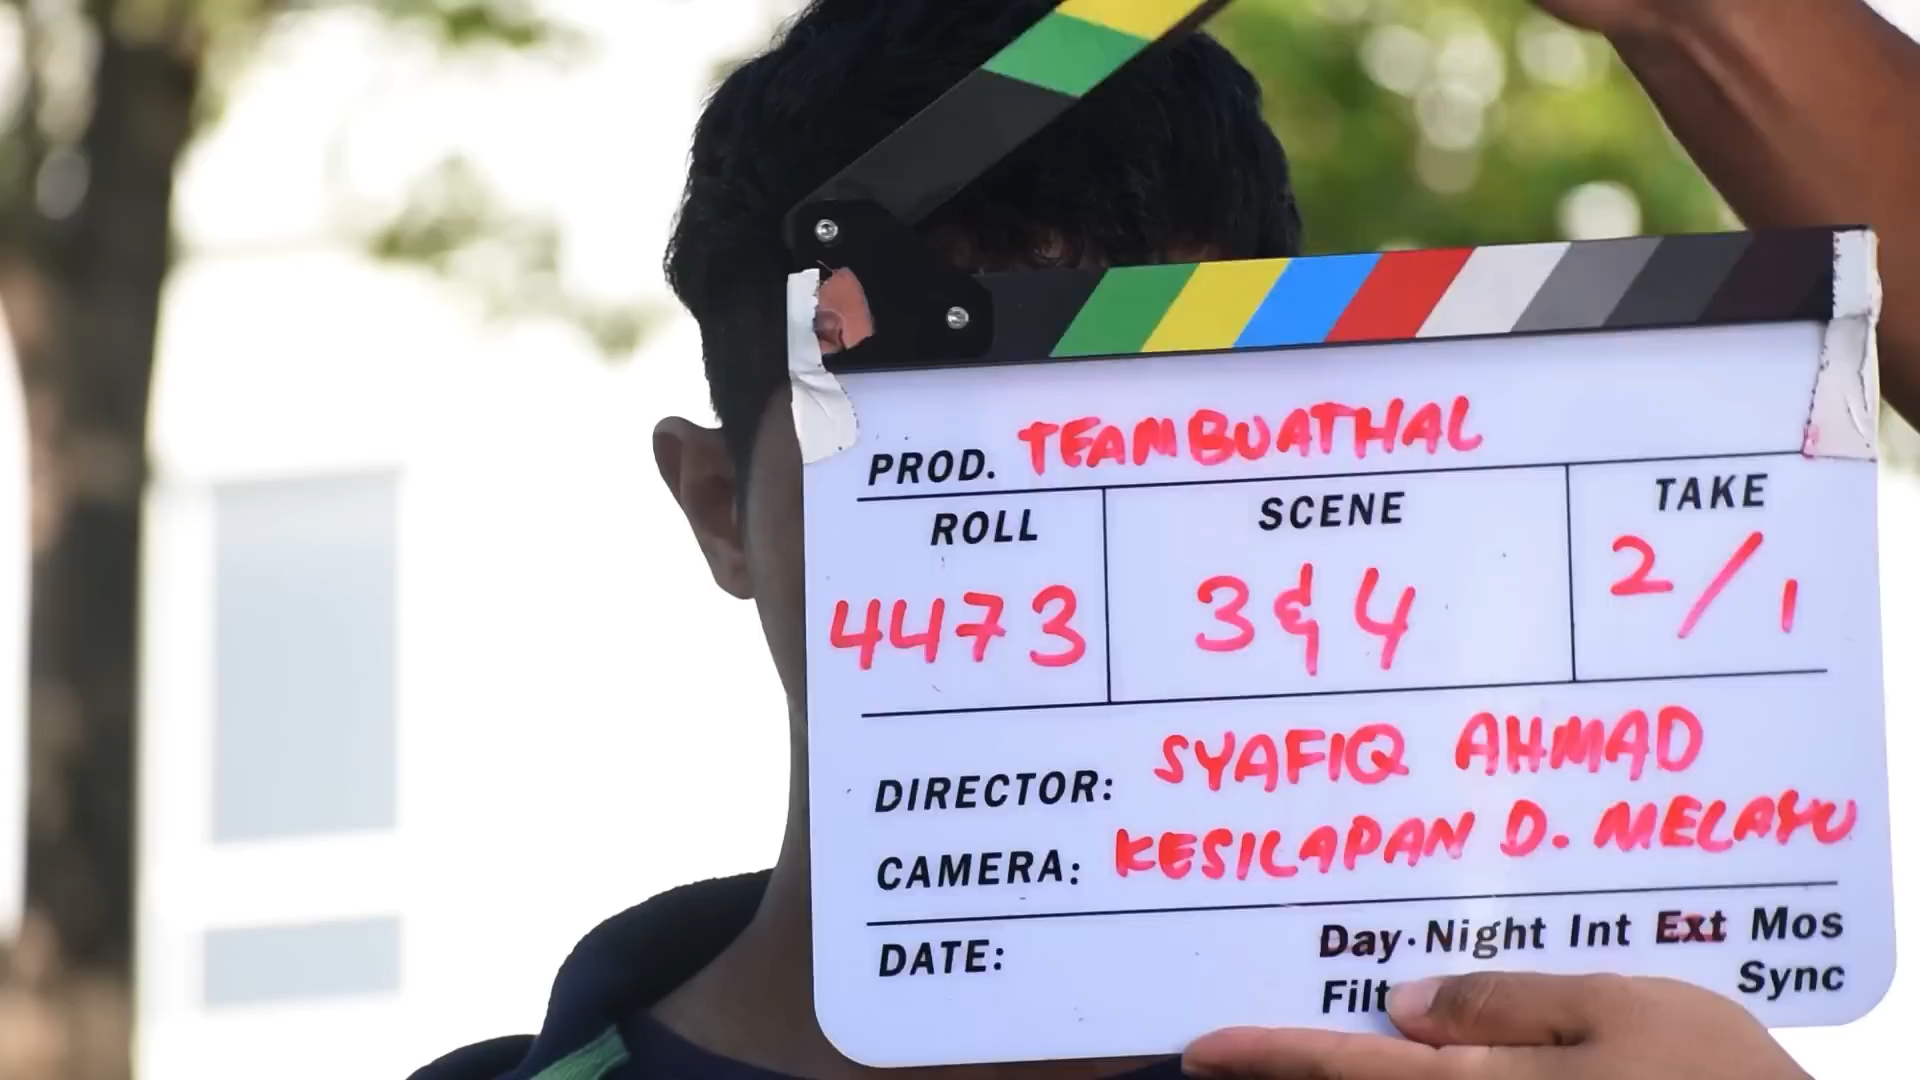 PROD. TEAMBUATHAL
ROLL SCENE TAKE
4473 3 & 4 2/1
DIRECTOR: SYAFIQ AHMAD
CAMERA: KESILAPAN D. MELAYU
DATE: Day·Night Int Ext Mos
Filt Sync